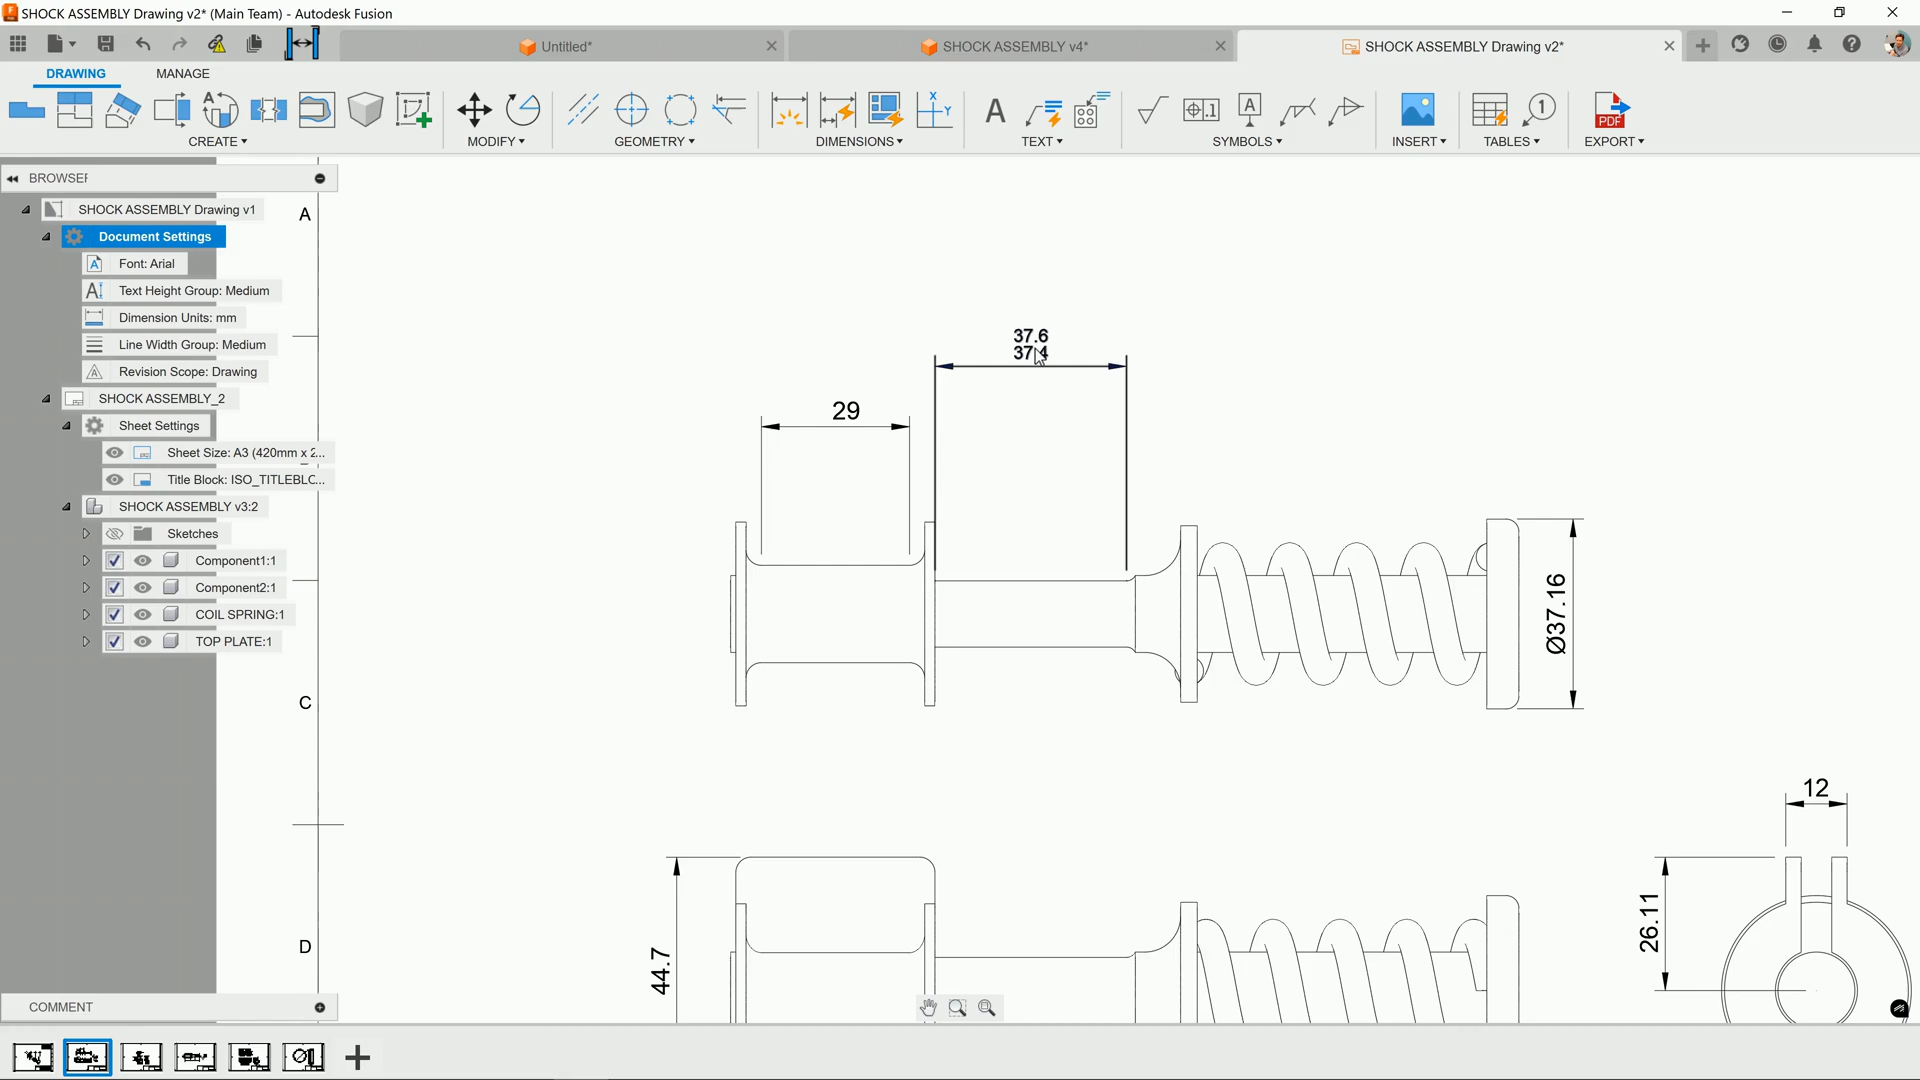 SHOCK ASSEMBLY Drawing v2* (Main Team) - Autodesk Fusion
Untitled*
SHOCK ASSEMBLY v4*
SHOCK ASSEMBLY Drawing v2*
DRAWING
MANAGE
CREATE
MODIFY
GEOMETRY
DIMENSIONS
TEXT
SYMBOLS
INSERT
TABLES
EXPORT
BROWSER
SHOCK ASSEMBLY Drawing v1
Document Settings
Font: Arial
Text Height Group: Medium
Dimension Units: mm
Line Width Group: Medium
Revision Scope: Drawing
SHOCK ASSEMBLY_2
Sheet Settings
Sheet Size: A3 (420mm x 2...
Title Block: ISO_TITLEBLO...
SHOCK ASSEMBLY v3:2
Sketches
Component1:1
Component2:1
COIL SPRING:1
TOP PLATE:1
COMMENT
A
C
D
37.6
37.4
29
Ø37.16
12
26.11
44.7